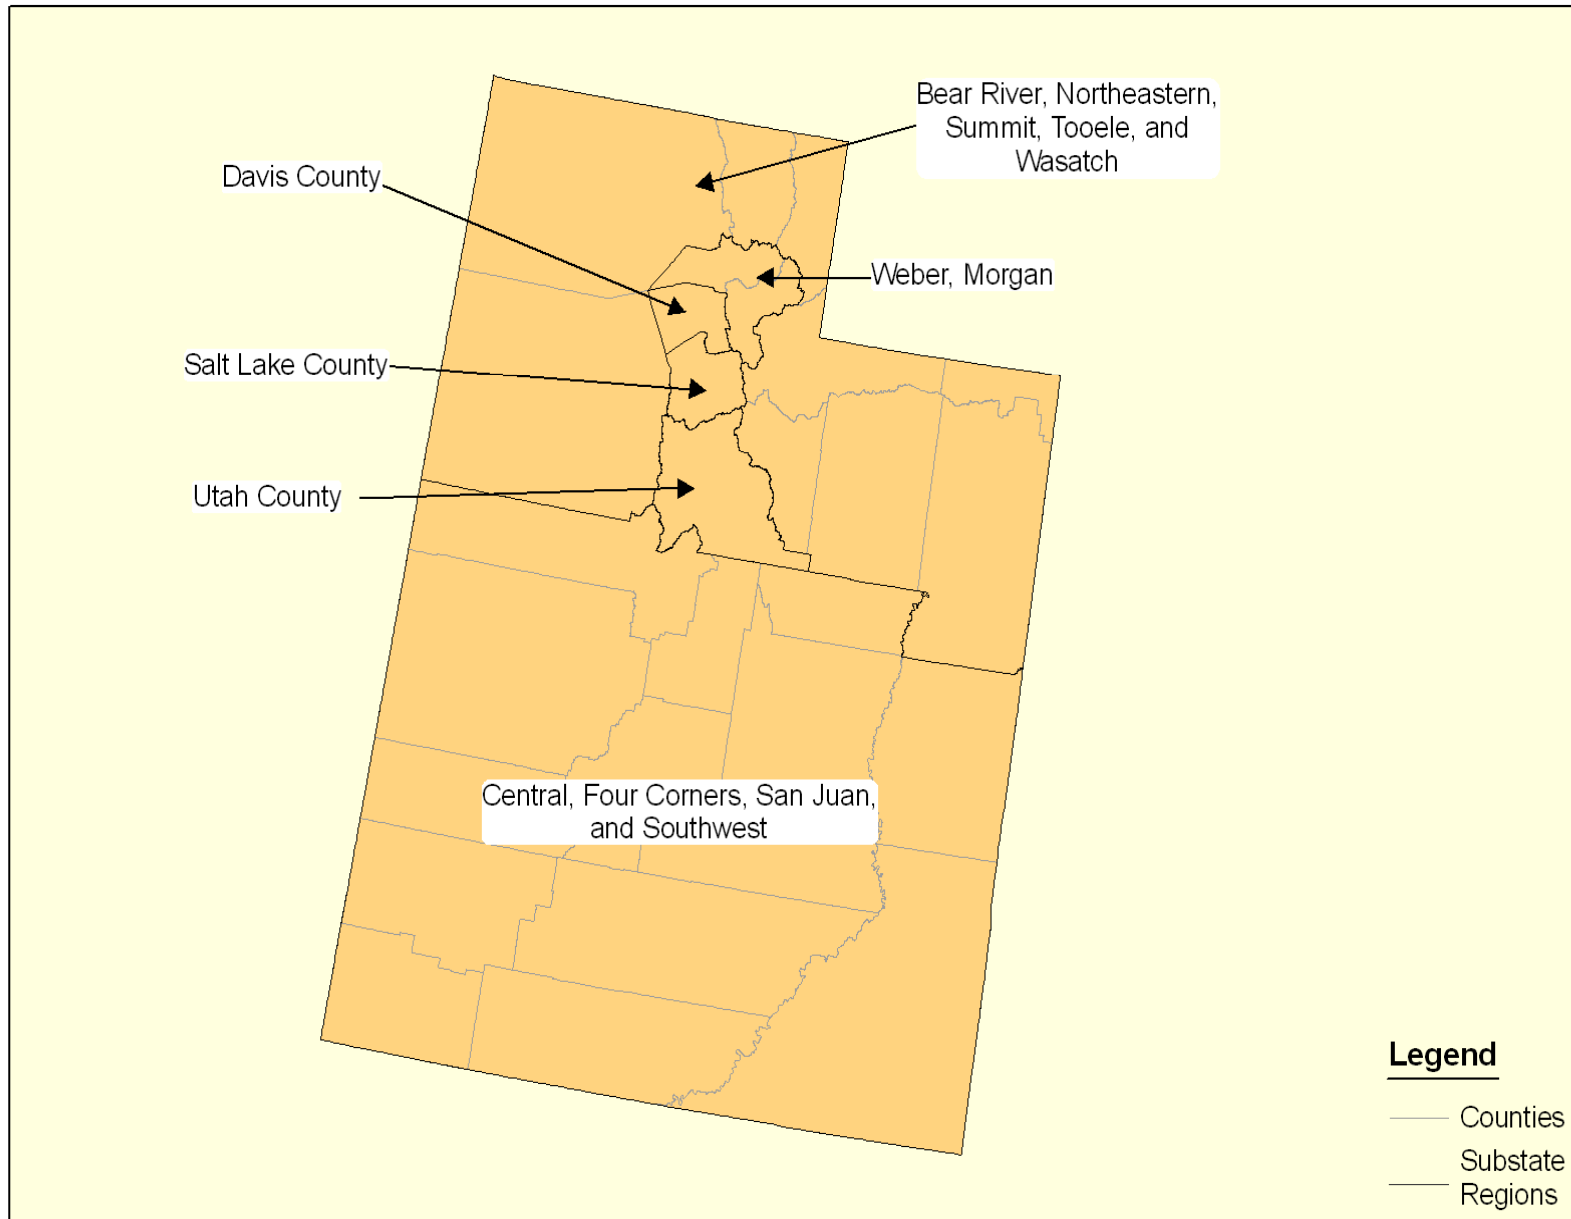 Bear River, Northeastern,
Summit, Tooele, and
Wasatch
Davis County
Weber, Morgan
Salt Lake County
Utah County
Central, Four Corners, San Juan,
and Southwest
Legend
Counties
Substate
Regions